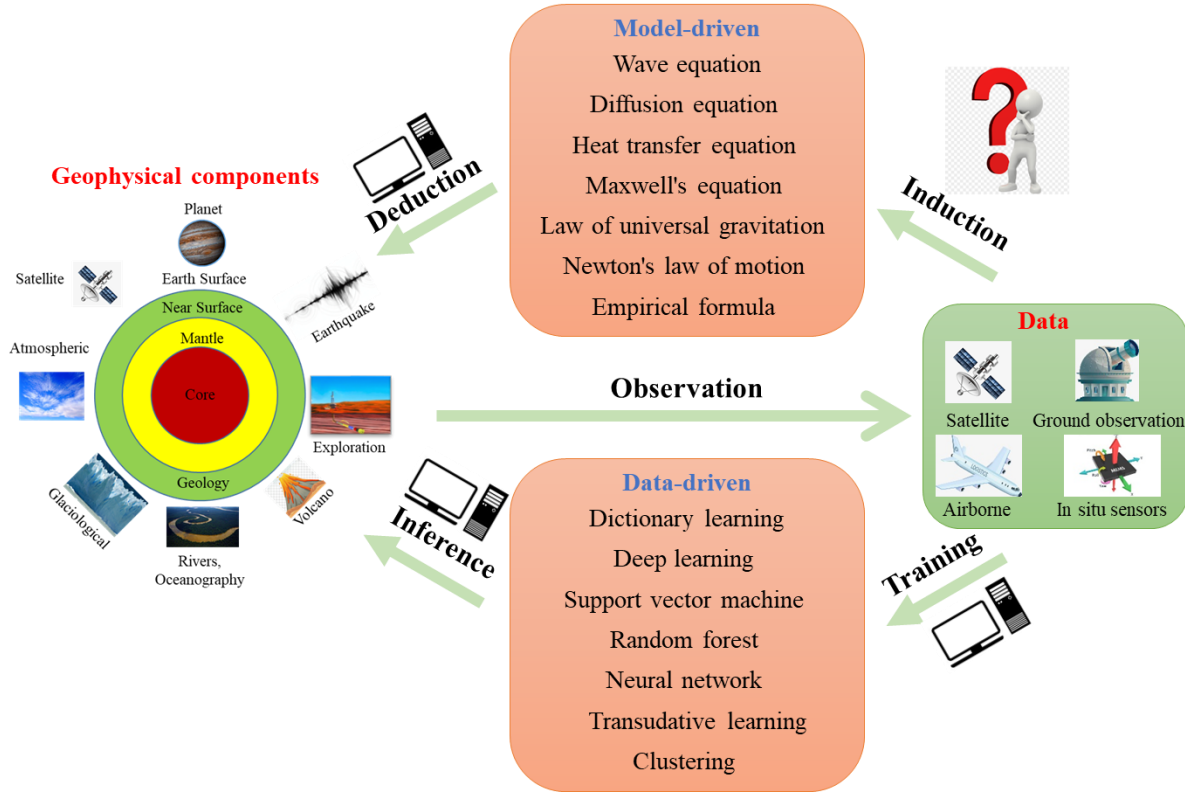 Model-driven
Wave equation
Diffusion equation
Heat transfer equation
Maxwell's equation
Law of universal gravitation
Newton's law of motion
Empirical formula
Deduction
Induction
Geophysical components
Planet
Satellite
Earth Surface
Near Surface
Earthquake
Mantle
Atmospheric
Core
Exploration
Geology
Glaciological
Volcano
Rivers,
Oceanography
Observation
Data
Satellite
Ground observation
Airborne
In situ sensors
Inference
Training
Data-driven
Dictionary learning
Deep learning
Support vector machine
Random forest
Neural network
Transudative learning
Clustering